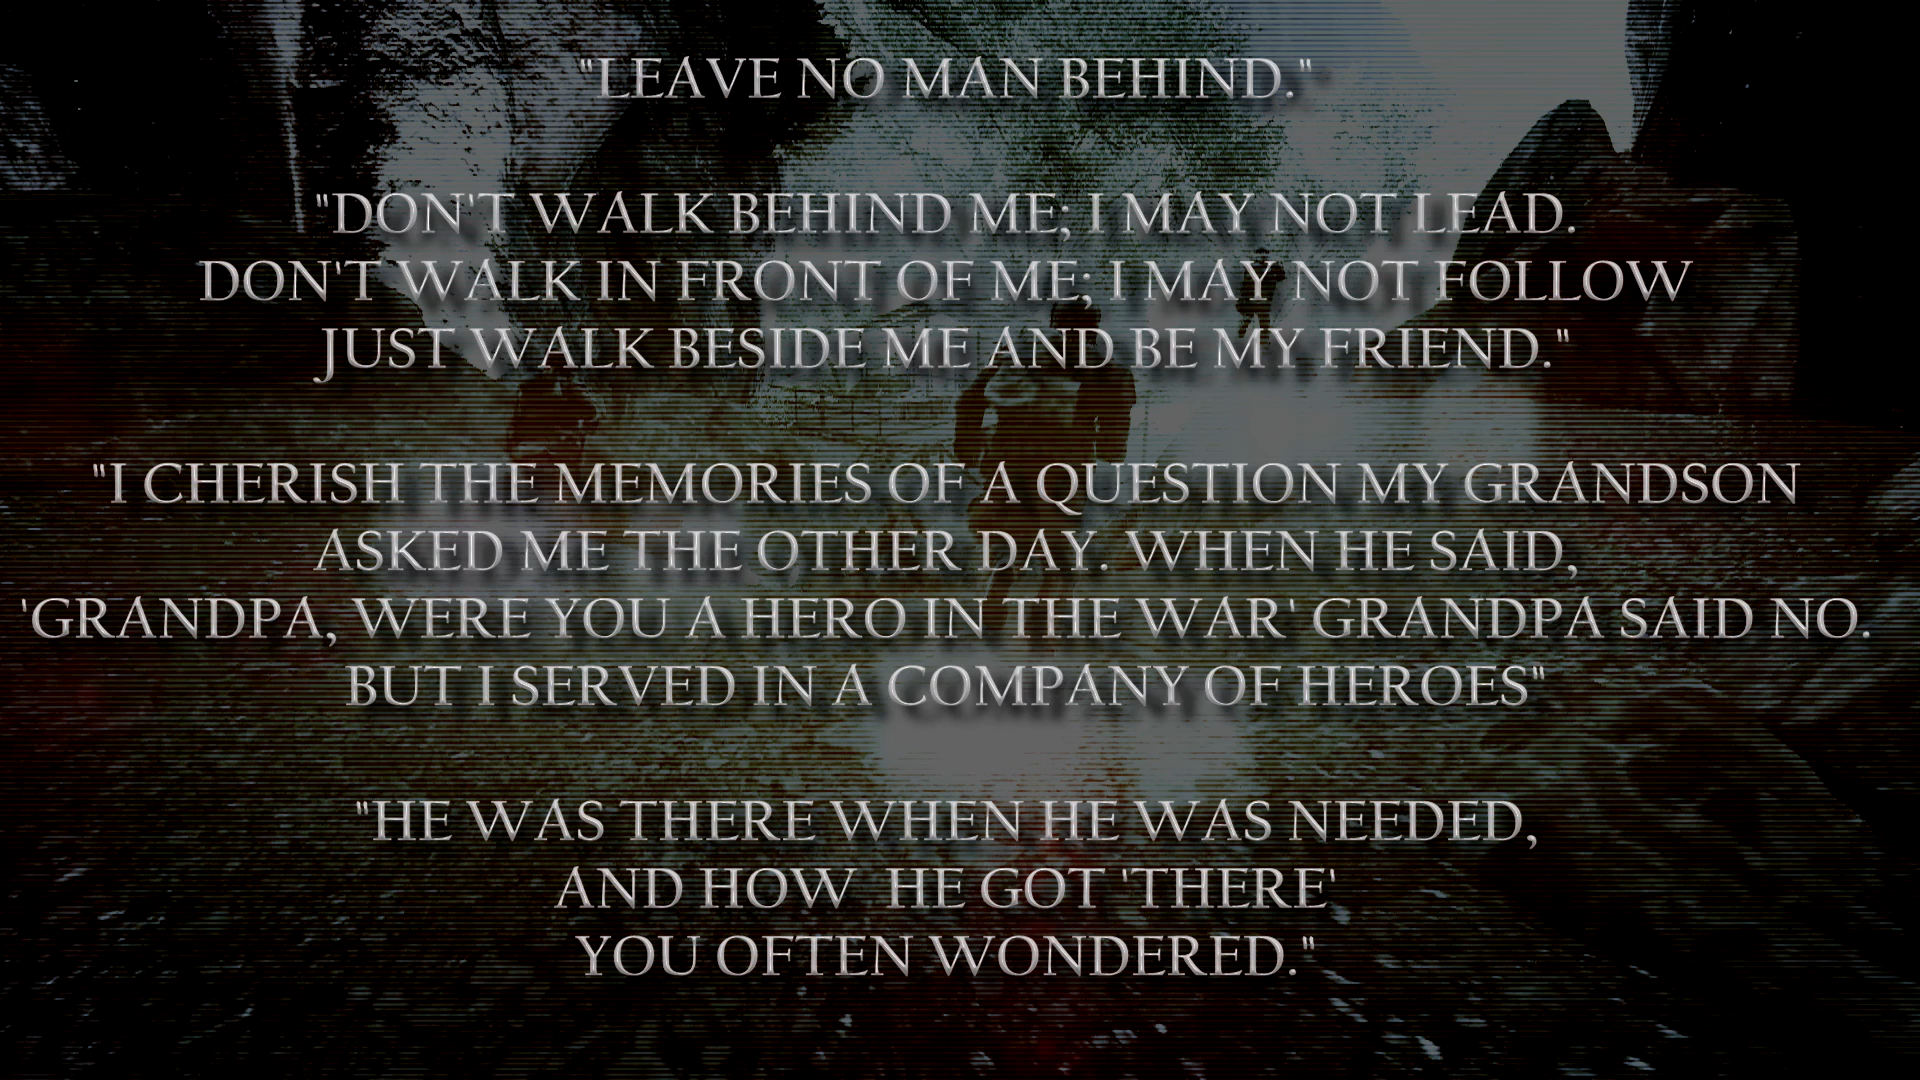 "LEAVE NO MAN BEHIND."
"DON'T WALK BEHIND ME; I MAY NOT LEAD.
DON'T WALK IN FRONT OF ME; I MAY NOT FOLLOW
JUST WALK BESIDE ME AND BE MY FRIEND."
"I CHERISH THE MEMORIES OF A QUESTION MY GRANDSON
ASKED ME THE OTHER DAY. WHEN HE SAID,
'GRANDPA, WERE YOU A HERO IN THE WAR' GRANDPA SAID NO.
BUT I SERVED IN A COMPANY OF HEROES"
"HE WAS THERE WHEN HE WAS NEEDED,
AND HOW  HE GOT 'THERE'
YOU OFTEN WONDERED."